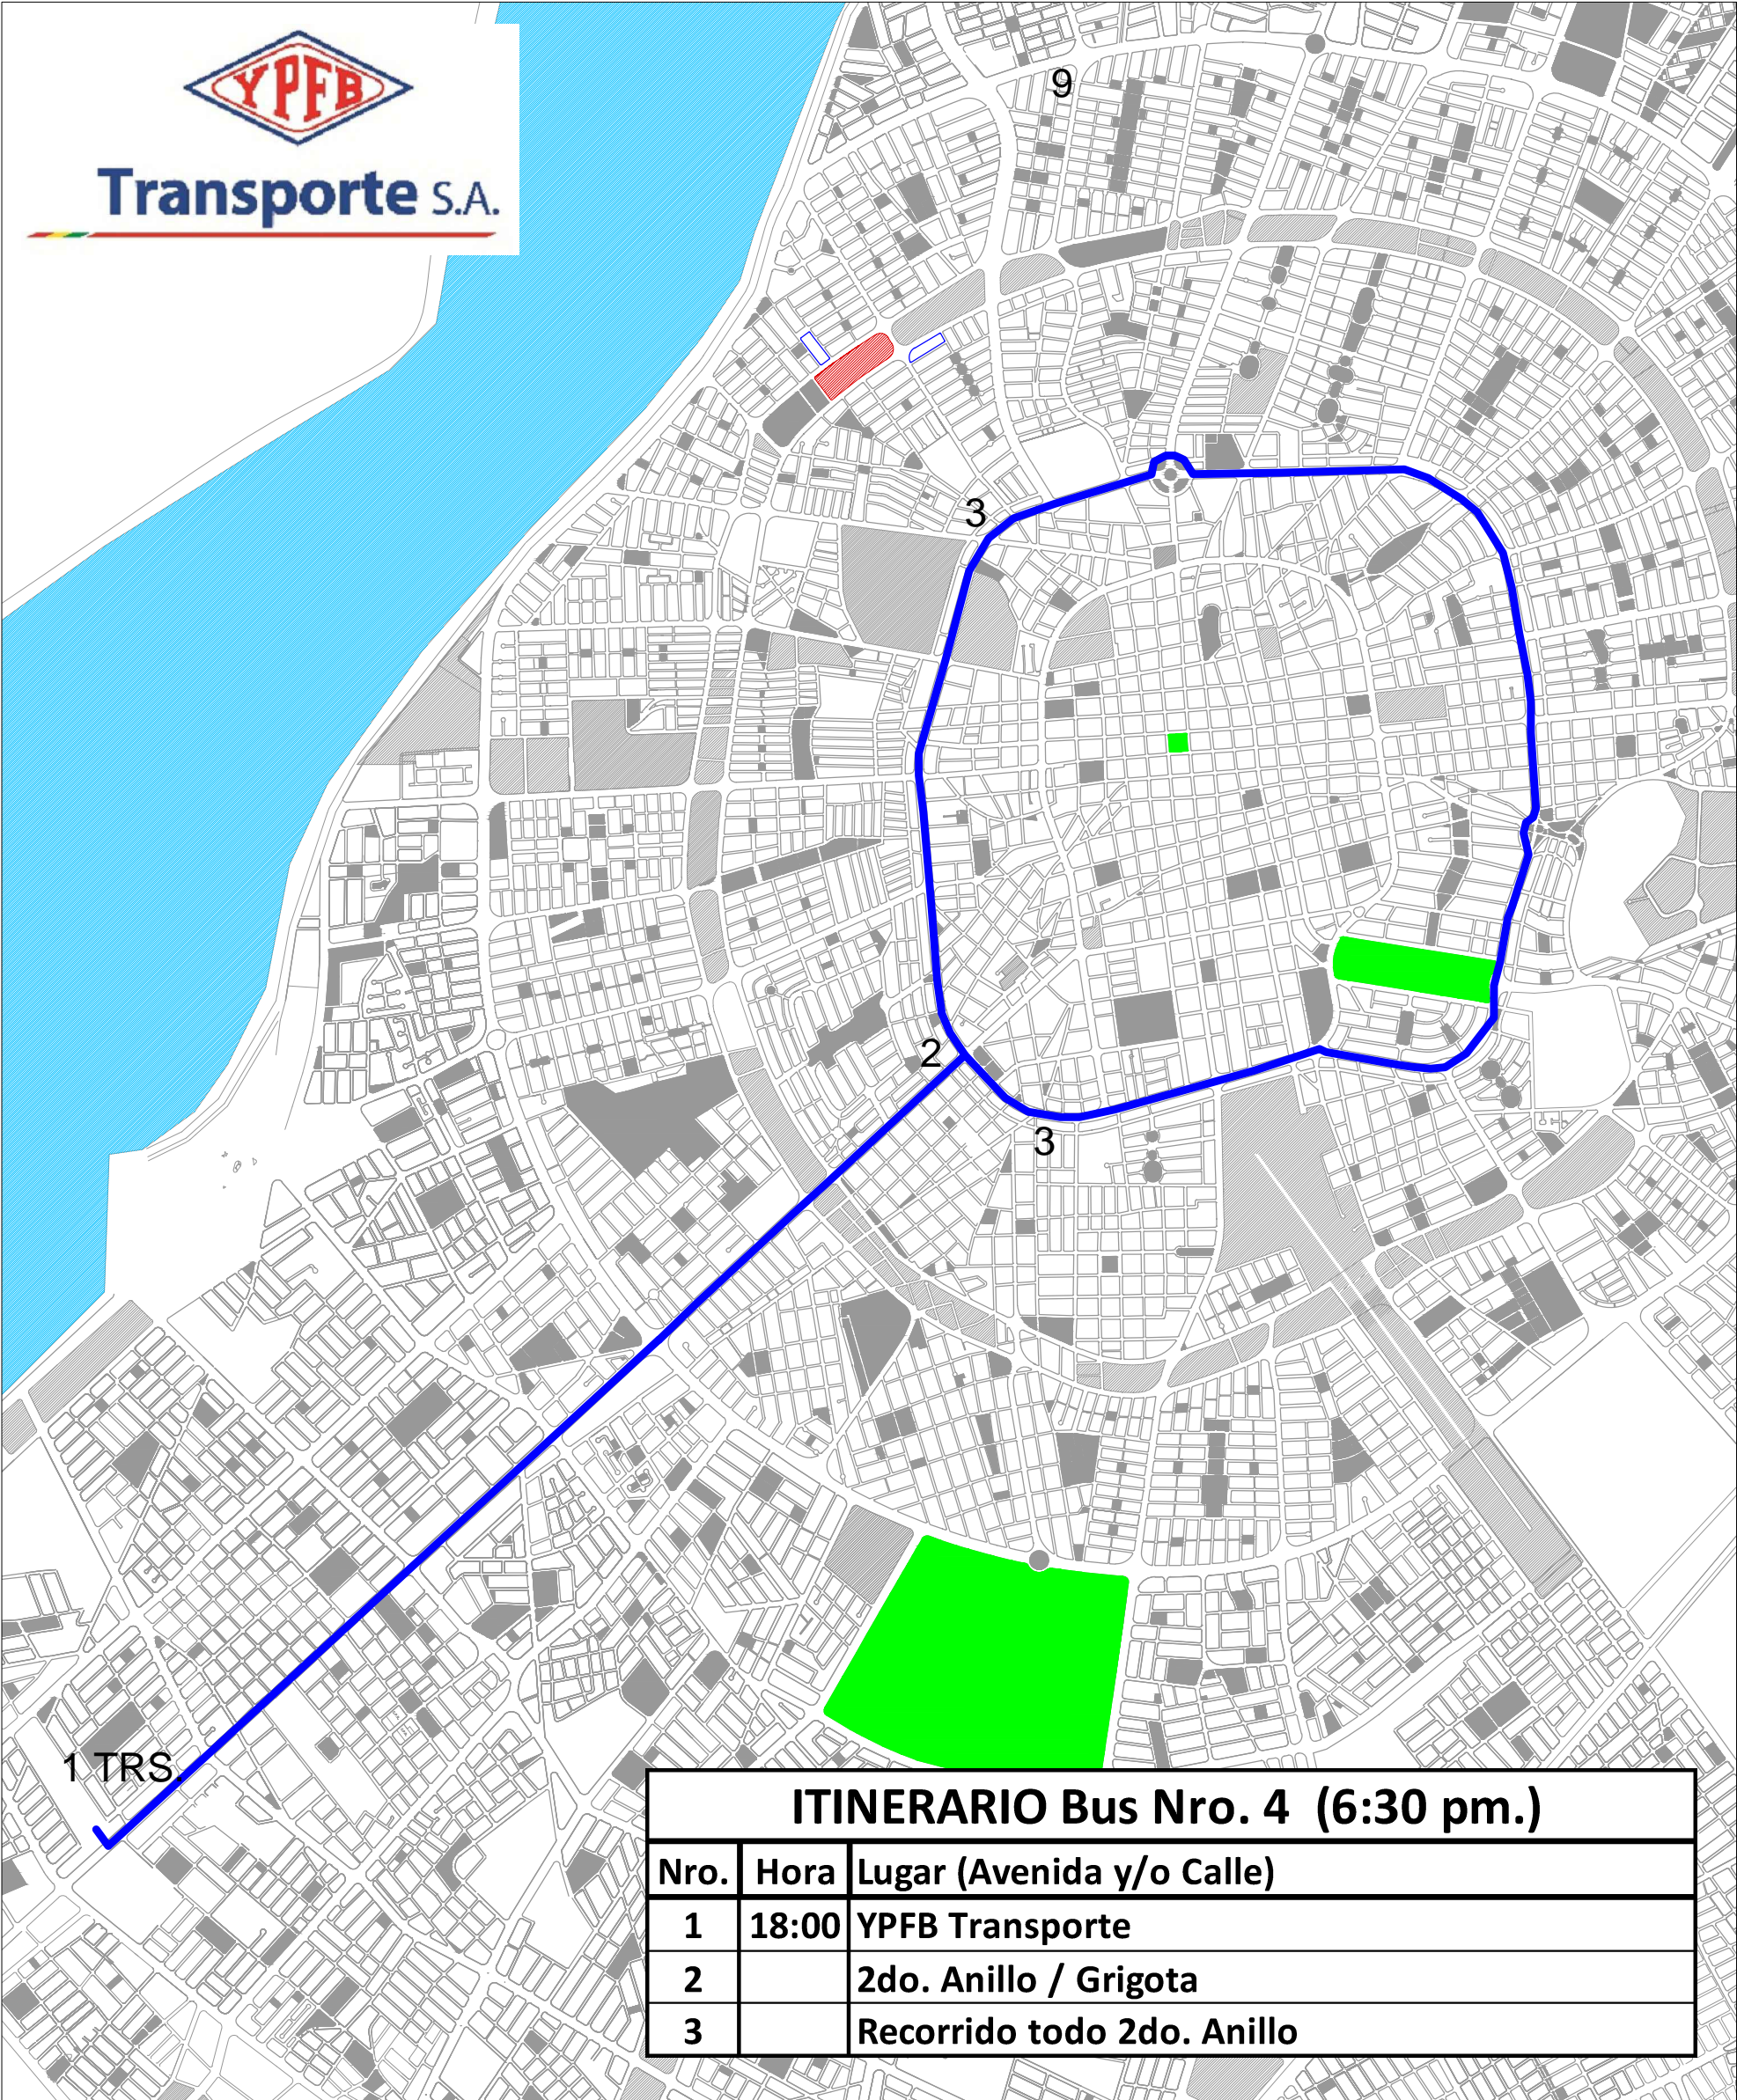 YPFB
Transporte S.A.
9
3
2
3
1 TRS.
ITINERARIO Bus Nro. 4 (6:30 pm.)
Nro. Hora Lugar (Avenida y/o Calle)
1 18:00 YPFB Transporte
2 2do. Anillo / Grigota
3 Recorrido todo 2do. Anillo